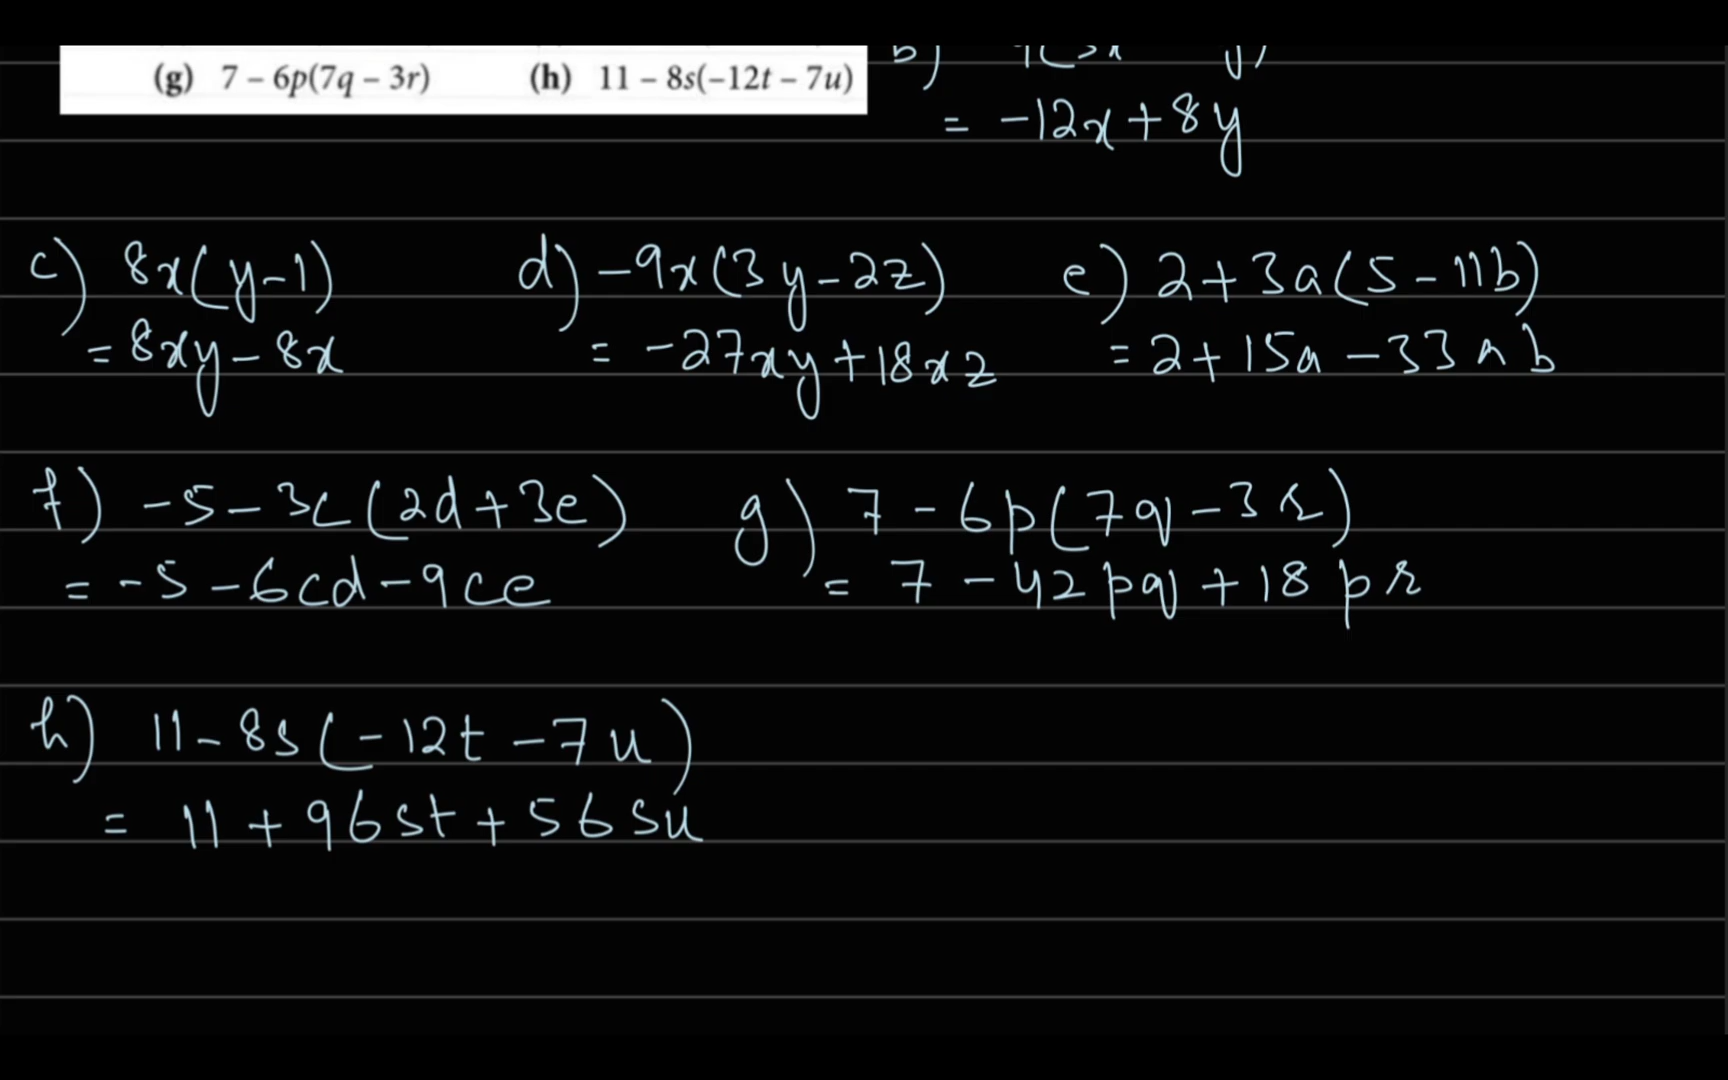 (g) 7 – 6p(7q – 3r) (h) 11 – 8s(–12t – 7u)
= -12x+8y
c) 8x(y-1)
= 8xy-8x
d) -9x(3y-2z)
= -27xy+18xz
e) 2+3a(5-11b)
= 2+15a-33ab
f) -5-3c(2d+3e)
= -5-6cd-9ce
g) 7-6p(7q-3r)
= 7-42pq+18pr
h) 11-8s(-12t-7u)
= 11+96st+56su